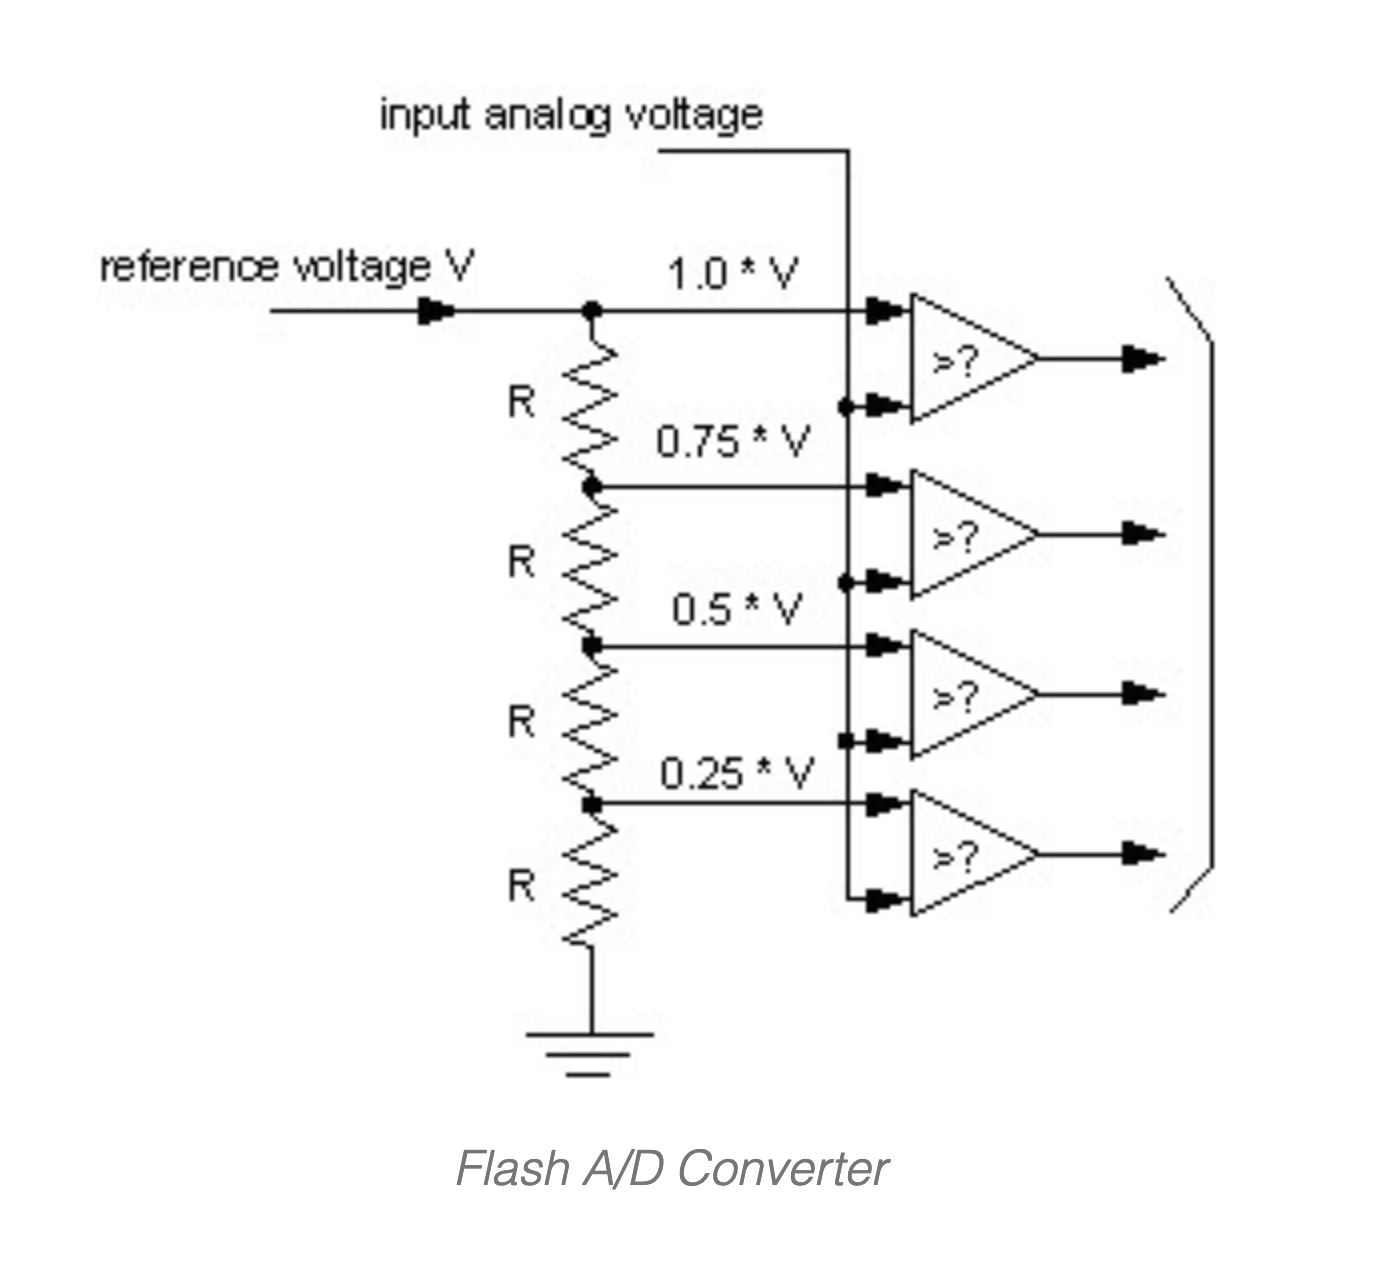 input analog voltage
reference voltage V
1.0 * V
>?
R
0.75 * V
>?
R
0.5 * V
>?
R
0.25 * V
>?
R
Flash A/D Converter